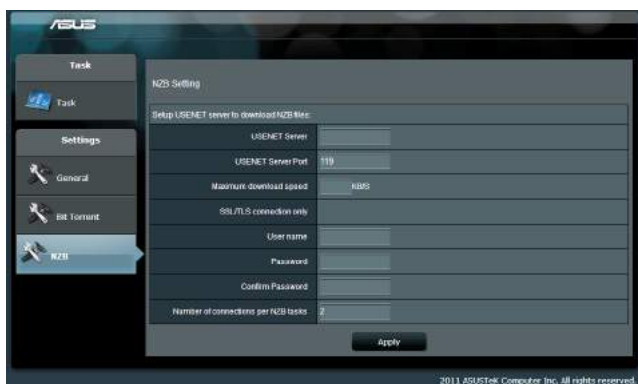 ASUS
Task
Task
Settings
General
Bit Torrent
NZB
NZB Setting
Setup USENET server to download NZB files:
USENET Server
USENET Server Port 119
Maximum download speed KB/S
SSL/TLS connection only
User name
Password
Confirm Password
Number of connections per NZB tasks 2
Apply
2011 ASUSTeK Computer Inc. All rights reserved.